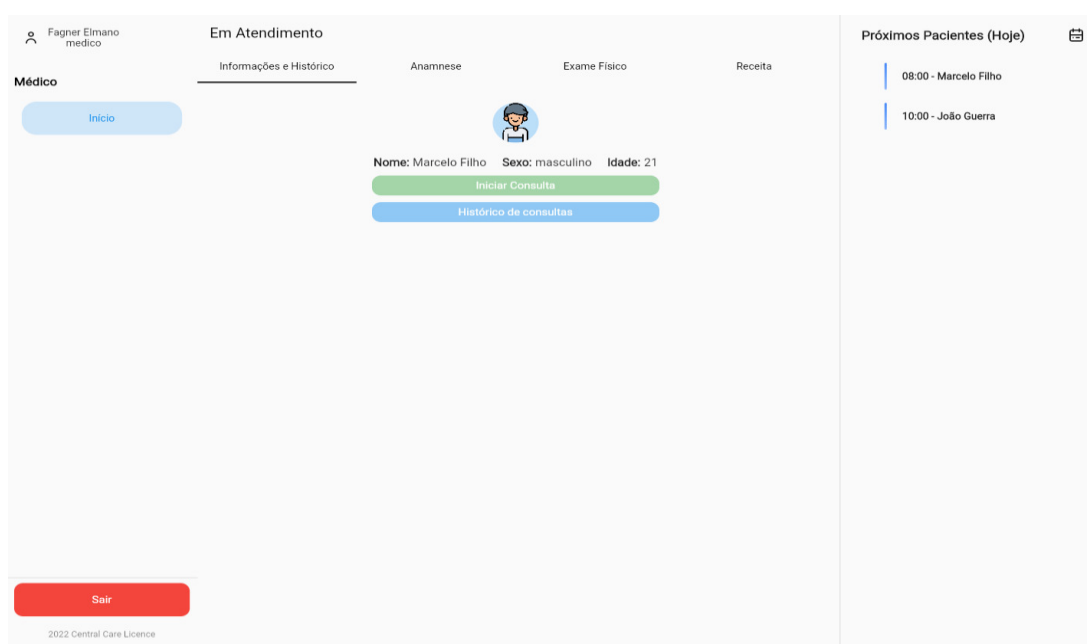 Fagner Elmano
medico
Médico
Início
Sair
2022 Central Care Licence
Em Atendimento
Informações e Histórico
Anamnese
Exame Físico
Receita
Nome: Marcelo Filho Sexo: masculino Idade: 21
Iniciar Consulta
Histórico de consultas
Próximos Pacientes (Hoje)
08:00 - Marcelo Filho
10:00 - João Guerra